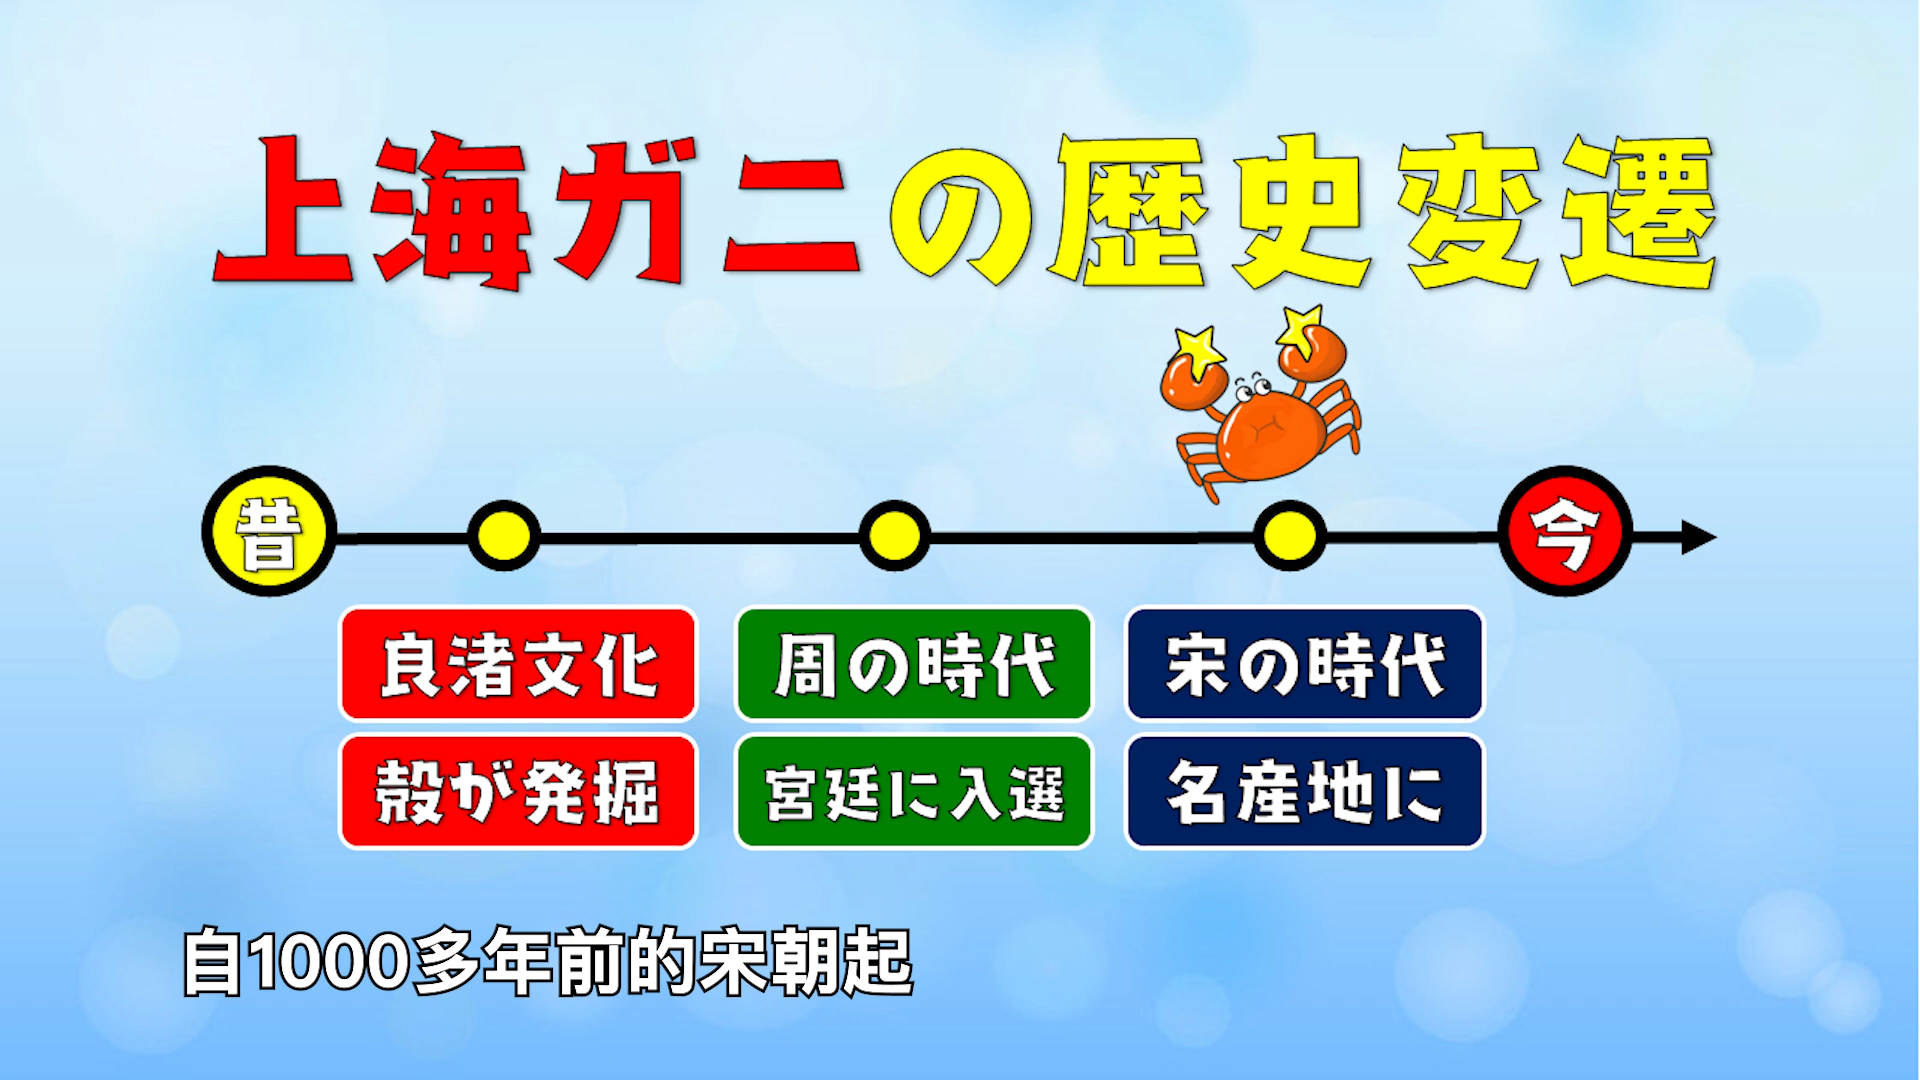 上海ガニの歴史変遷
昔
今
良渚文化
周の時代
宋の時代
殻が発掘
宮廷に入選
名産地に
自1000多年前的宋朝起